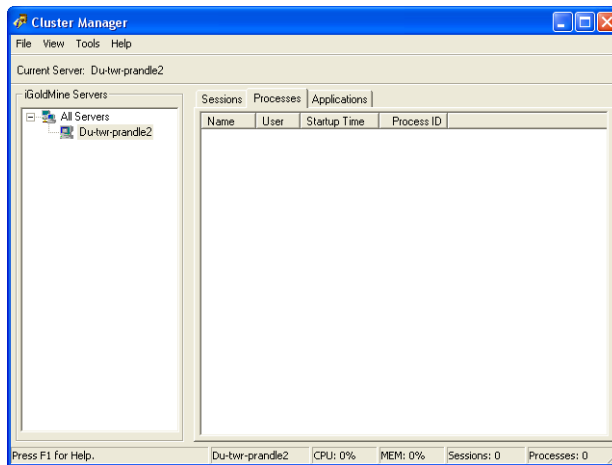 Cluster Manager
File View Tools Help
Current Server: Du-twr-prandle2
iGoldMine Servers
All Servers
Du-twr-prandle2
Sessions Processes Applications
Name User Startup Time Process ID
Press F1 for Help. Du-twr-prandle2 CPU: 0% MEM: 0% Sessions: 0 Processes: 0